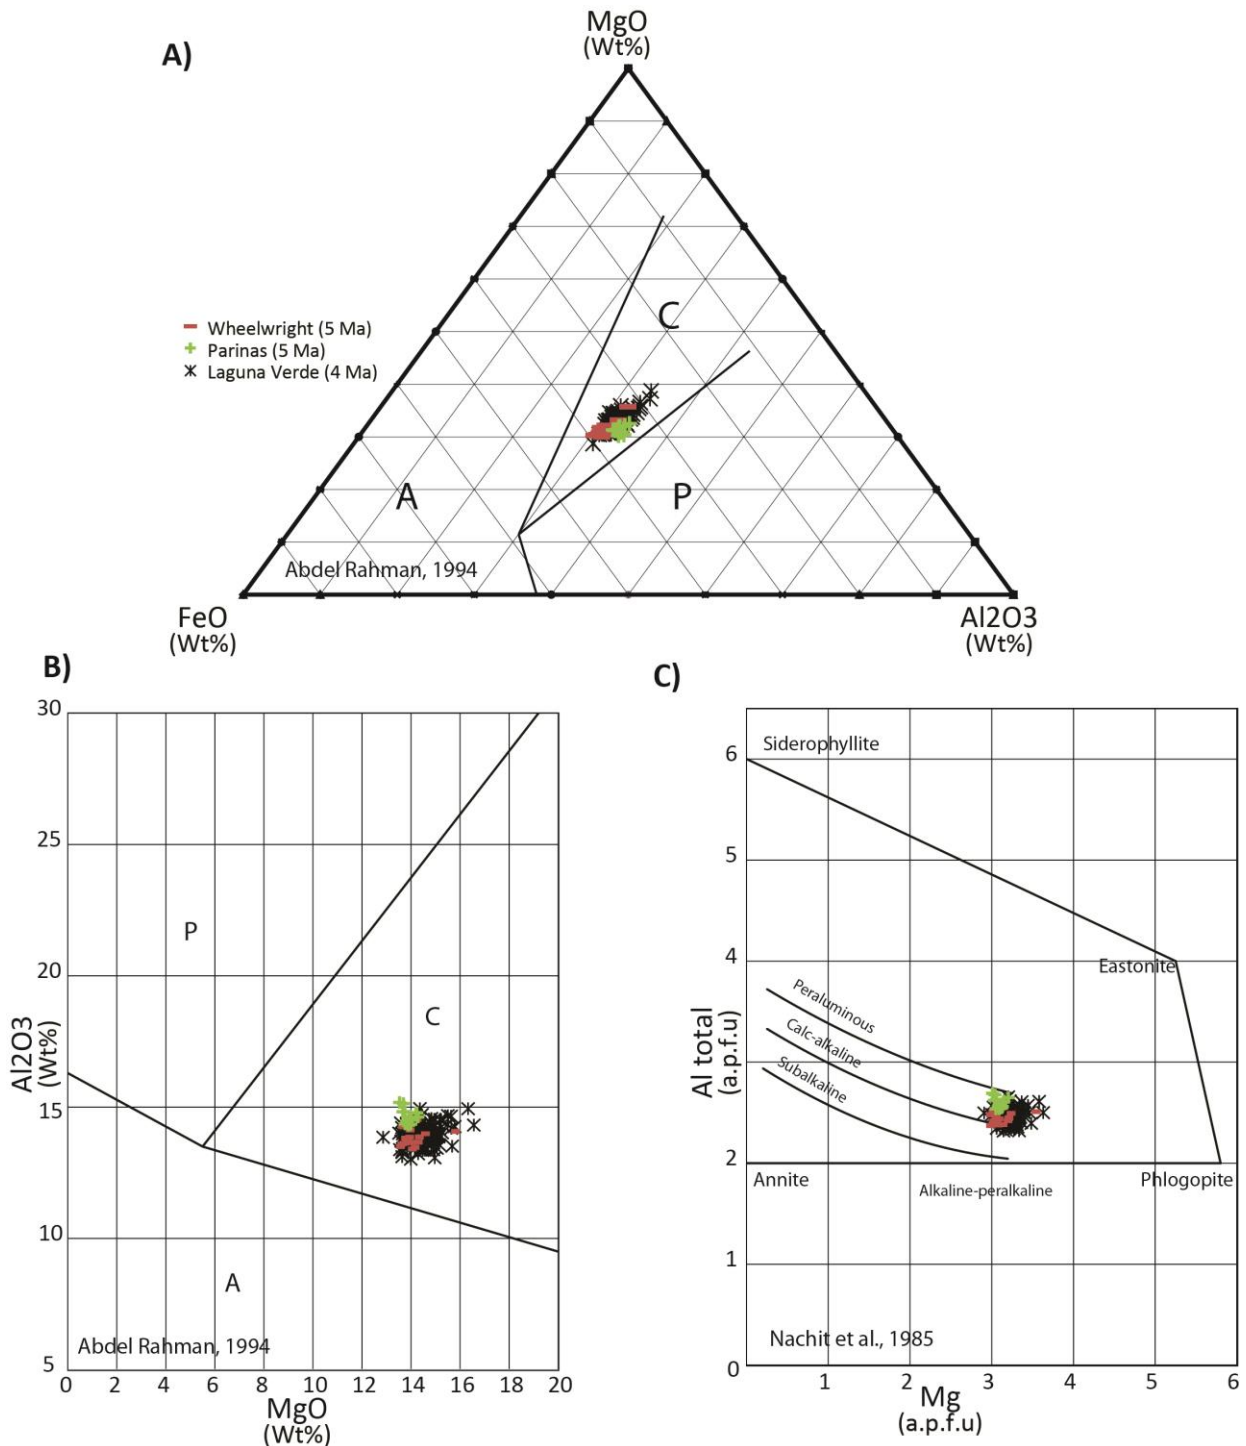 A)
MgO
(Wt%)
C
Wheelwright (5 Ma)
Parinas (5 Ma)
Laguna Verde (4 Ma)
A
P
Abdel Rahman, 1994
FeO
(Wt%)
Al2O3
(Wt%)
B)
30
25
20
15
10
5
Al2O3
(Wt%)
P
C
A
Abdel Rahman, 1994
0 2 4 6 8 10 12 14 16 18 20
MgO
(Wt%)
C)
6
5
4
3
2
1
0
Al total
(a.p.f.u)
Siderophyllite
Eastonite
Peraluminous
Calc-alkaline
Subalkaline
Annite
Alkaline-peralkaline
Phlogopite
Nachit et al., 1985
1 2 3 4 5 6
Mg
(a.p.f.u)